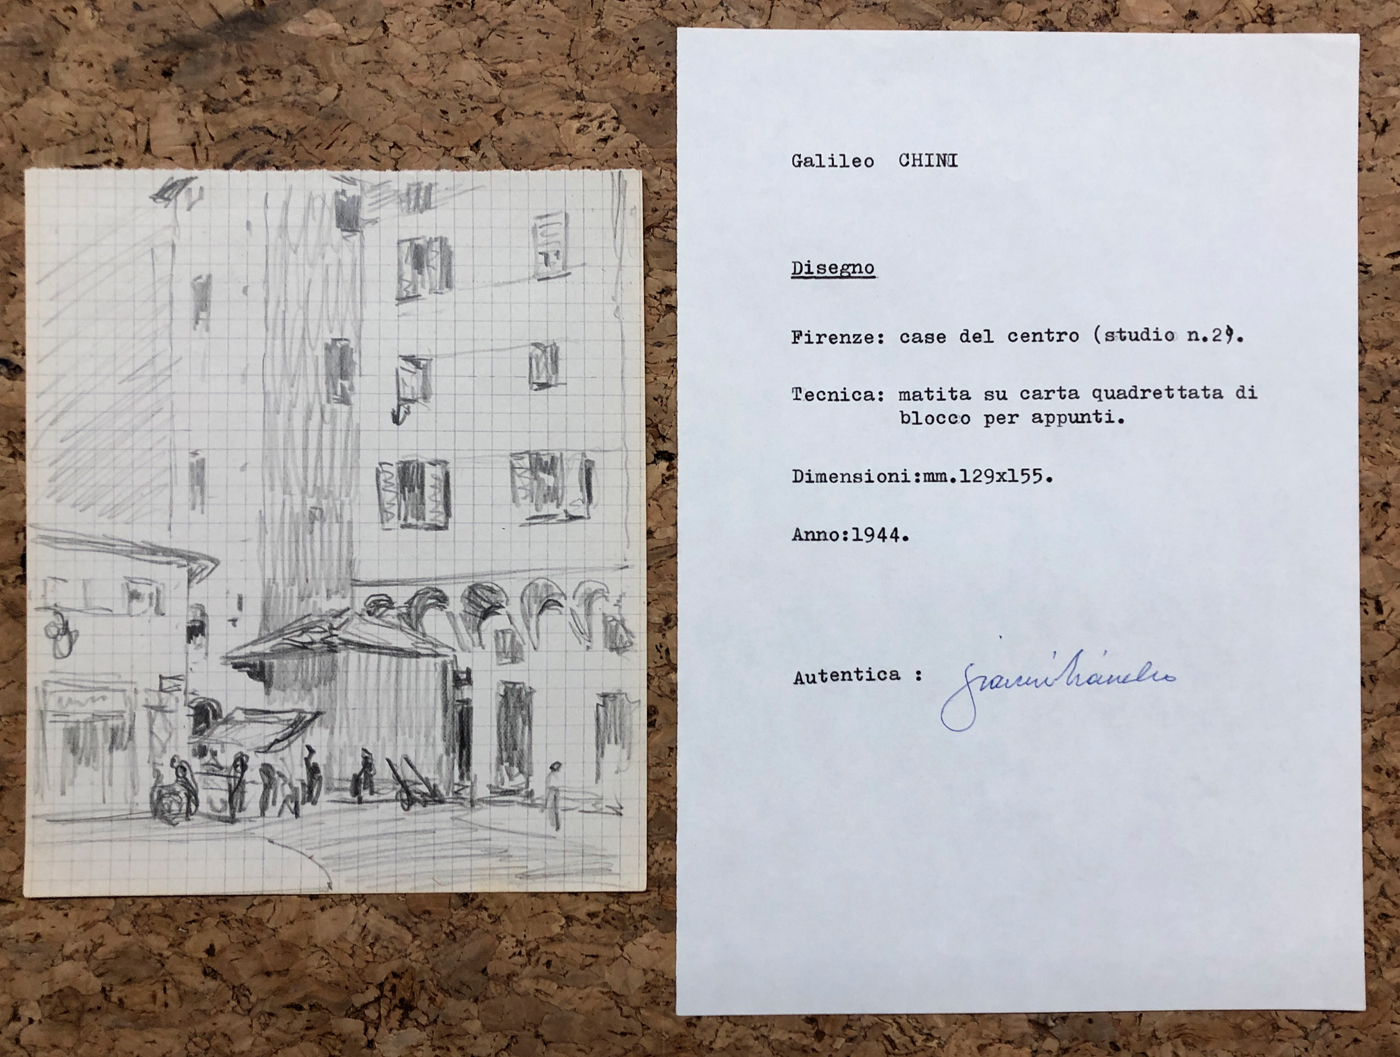 Galileo CHINI
Disegno
Firenze: case del centro (studio n.2).
Tecnica: matita su carta quadrettata di
blocco per appunti.
Dimensioni:mm.129x155.
Anno:1944.
Autentica :